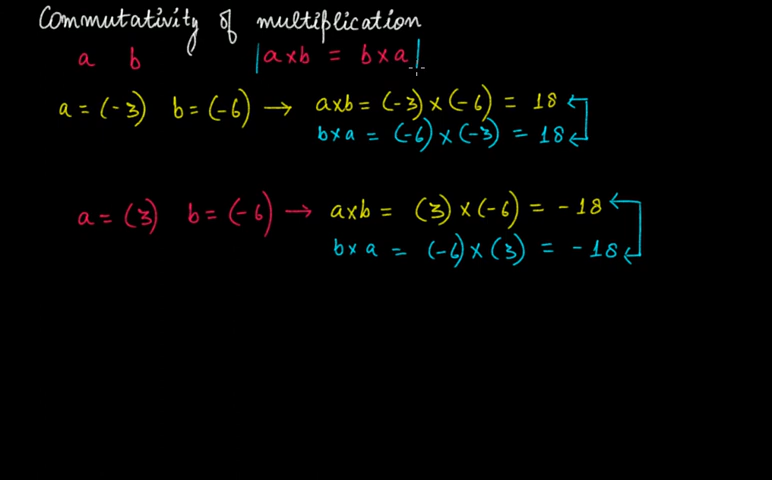 Commutativity of multiplication
a b |a×b = b×a|
a = (-3) b = (-6) → a×b = (-3) × (-6) = 18
b×a = (-6) × (-3) = 18
a = (3) b = (-6) → a×b = (3) × (-6) = -18
b×a = (-6) × (3) = -18